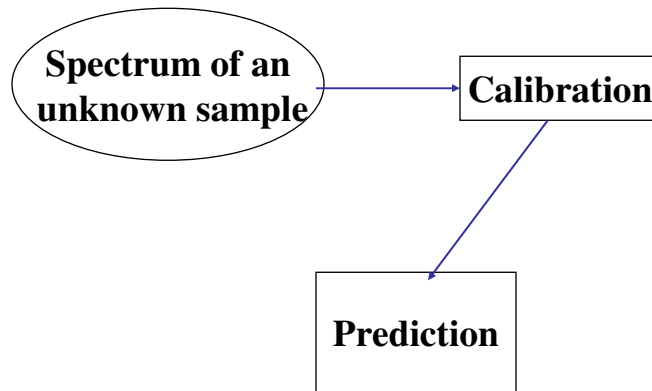 Spectrum of an
unknown sample
Calibration
Prediction